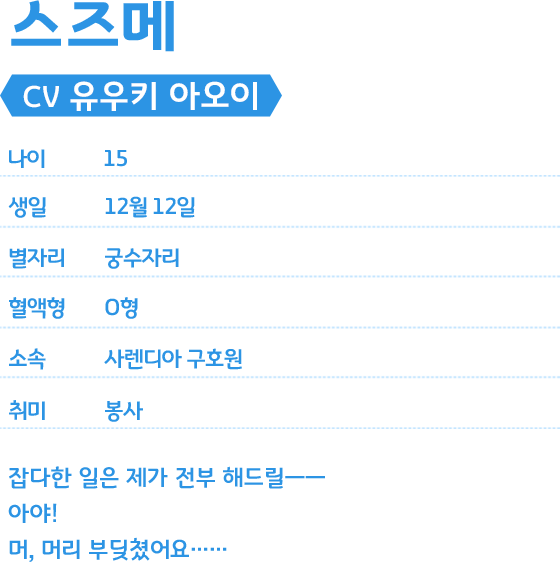 스즈메
CV 유우키 아오이
나이 15
생일 12월 12일
별자리 궁수자리
혈액형 O형
소속 사렌디아 구호원
취미 봉사
잡다한 일은 제가 전부 해드릴——
아야!
머, 머리 부딪쳤어요……